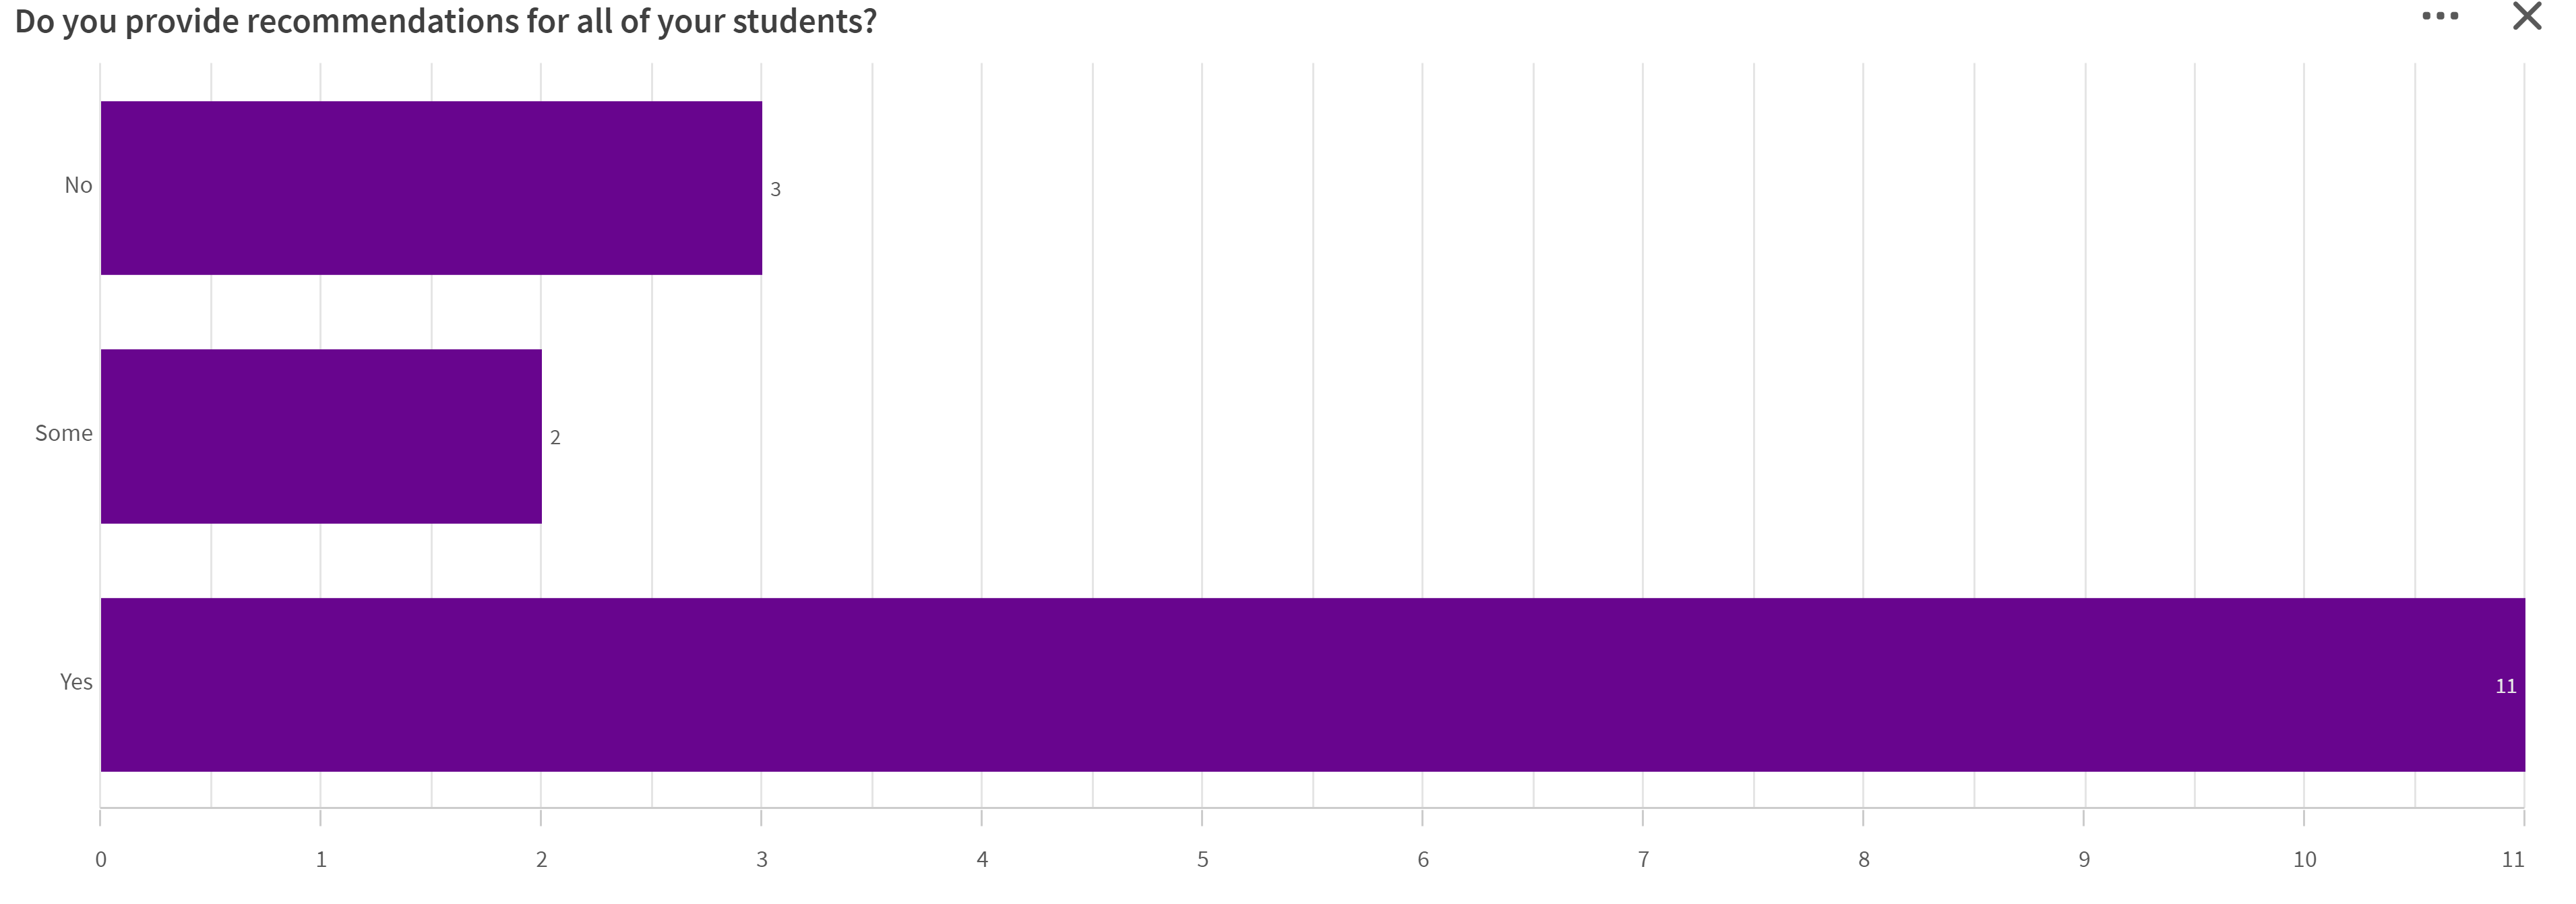 Do you provide recommendations for all of your students?
No
3
Some
2
Yes
11
0 1 2 3 4 5 6 7 8 9 10 11